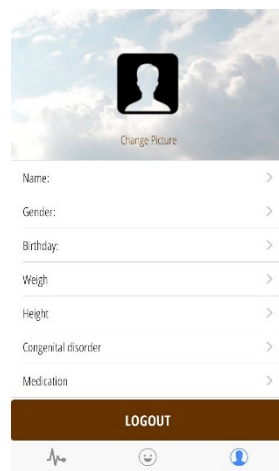 Change Picture
Name:
Gender:
Birthday:
Weigh
Height
Congenital disorder
Medication
LOGOUT